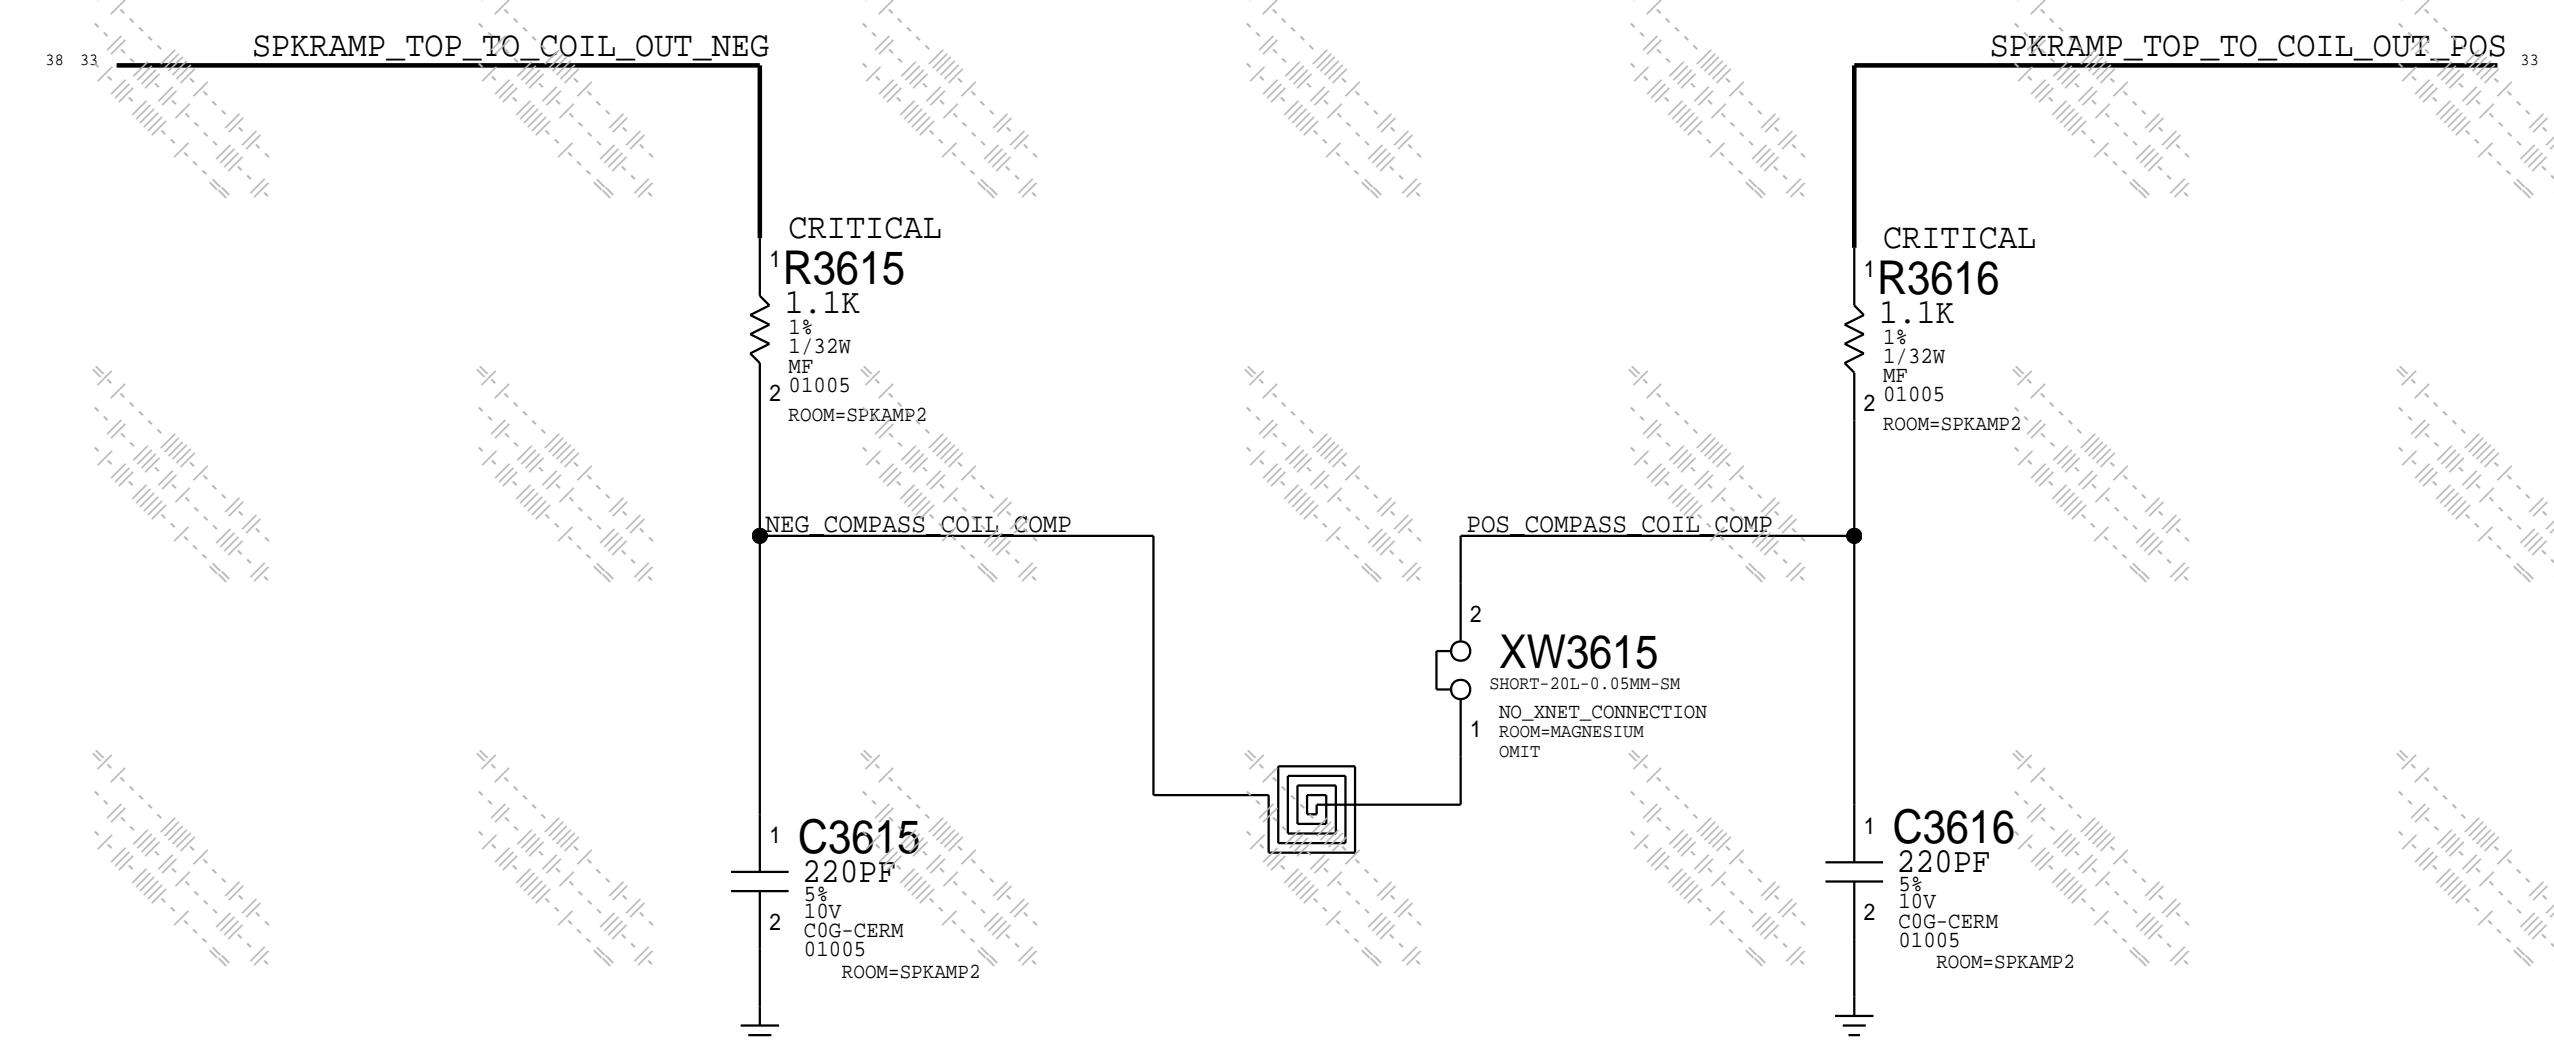 SPKRAMP_TOP_TO_COIL_OUT_NEG
38 33
SPKRAMP_TOP_TO_COIL_OUT_POS
33
CRITICAL
1
R3615
1.1K
1%
1/32W
MF
01005
2
ROOM=SPKAMP2
CRITICAL
1
R3616
1.1K
1%
1/32W
MF
01005
2
ROOM=SPKAMP2
NEG_COMPASS_COIL_COMP
POS_COMPASS_COIL_COMP
2
XW3615
SHORT-20L-0.05MM-SM
NO_XNET_CONNECTION
1
ROOM=MAGNESIUM
OMIT
1
C3615
220PF
5%
10V
2
C0G-CERM
01005
ROOM=SPKAMP2
1
C3616
220PF
5%
10V
2
C0G-CERM
01005
ROOM=SPKAMP2